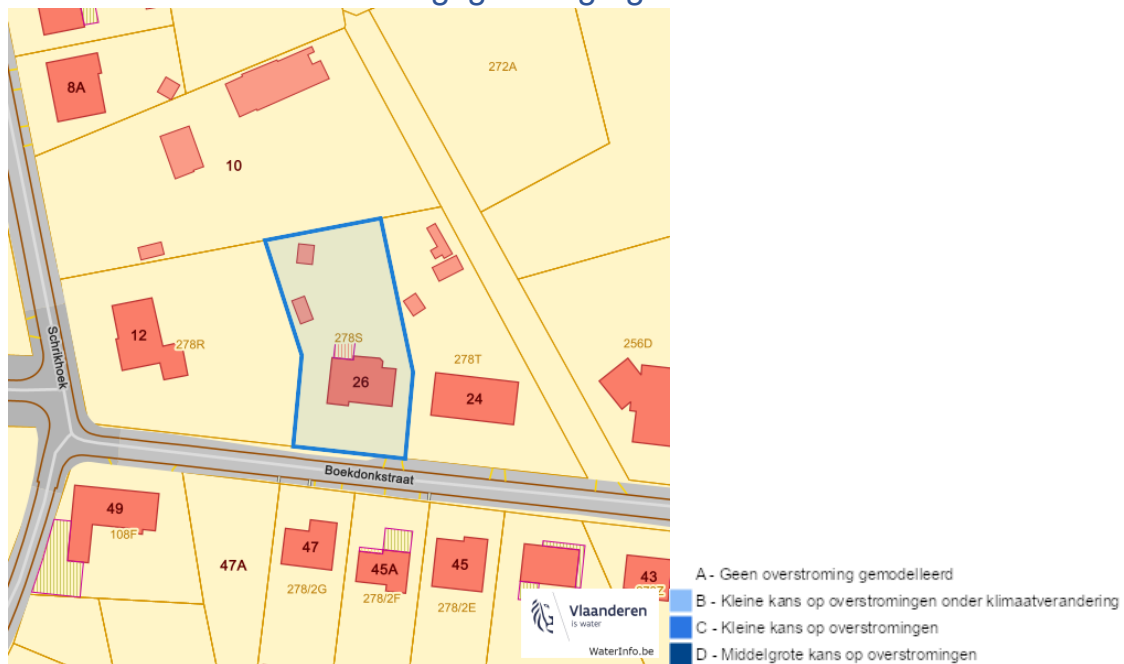 8A
272A
10
12
278R
278S
26
278T
24
256D
Schrikhoek
Boekdonkstraat
49
108F
47A
47
278/2G
45A
278/2F
45
278/2E
43
Vlaanderen
is water
WaterInfo.be
A - Geen overstroming gemodelleerd
B - Kleine kans op overstromingen onder klimaatverandering
C - Kleine kans op overstromingen
D - Middelgrote kans op overstromingen